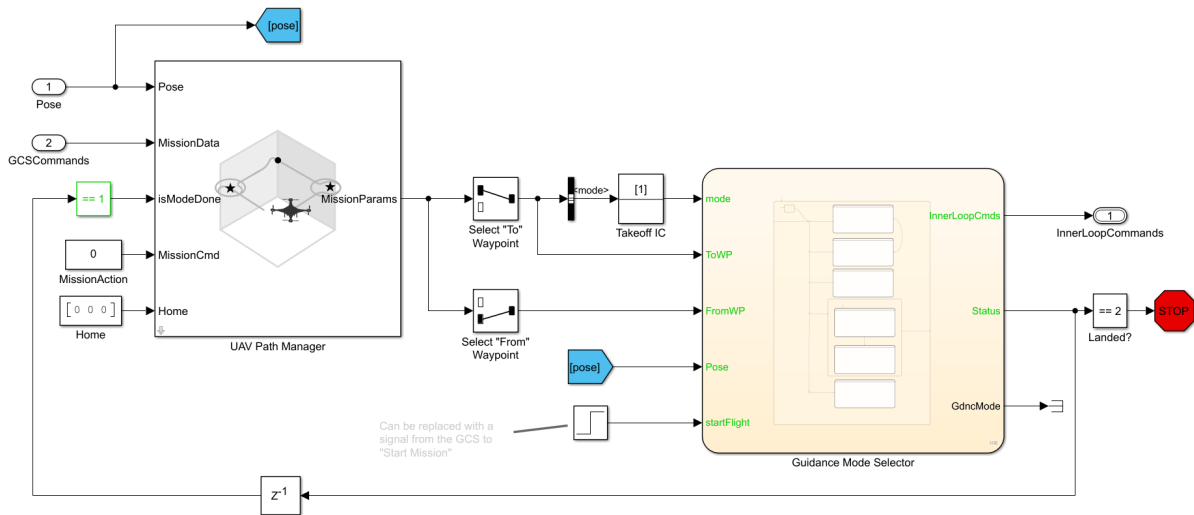 [pose]
1
Pose
2
GCSCommands
== 1
0
MissionAction
[ 0 0 0 ]
Home
Pose
MissionData
isModeDone
MissionCmd
Home
MissionParams
UAV Path Manager
Select "To"
Waypoint
Select "From"
Waypoint
<mode>
[1]
Takeoff IC
[pose]
Can be replaced with a
signal from the GCS to
"Start Mission"
mode
ToWP
FromWP
Pose
startFlight
InnerLoopCmds
Status
GdncMode
Guidance Mode Selector
1
InnerLoopCommands
== 2
Landed?
STOP
Z-1